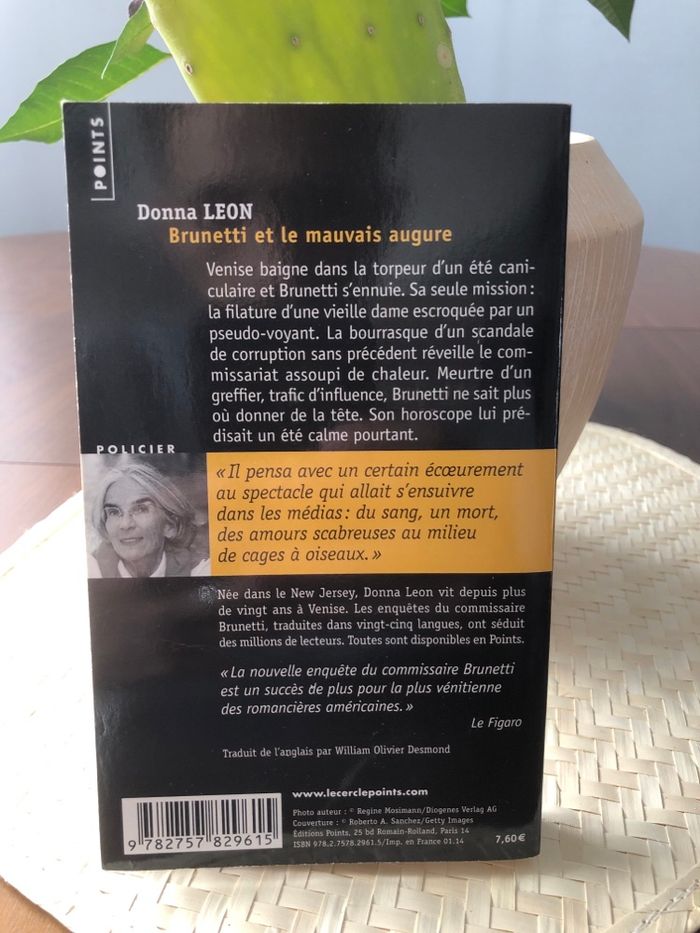 POINTS
Donna LEON
Brunetti et le mauvais augure
Venise baigne dans la torpeur d'un été cani-
culaire et Brunetti s'ennuie. Sa seule mission :
la filature d'une vieille dame escroquée par un
pseudo-voyant. La bourrasque d'un scandale
de corruption sans précédent réveille le com-
missariat assoupi de chaleur. Meurtre d'un
greffier, trafic d'influence, Brunetti ne sait plus
où donner de la tête. Son horoscope lui pré-
disait un été calme pourtant.
POLICIER
« Il pensa avec un certain écœurement
au spectacle qui allait s'ensuivre
dans les médias : du sang, un mort,
des amours scabreuses au milieu
de cages à oiseaux. »
Née dans le New Jersey, Donna Leon vit depuis plus
de vingt ans à Venise. Les enquêtes du commissaire
Brunetti, traduites dans vingt-cinq langues, ont séduit
des millions de lecteurs. Toutes sont disponibles en Points.
« La nouvelle enquête du commissaire Brunetti
est un succès de plus pour la plus vénitienne
des romancières américaines. »
Le Figaro
Traduit de l'anglais par William Olivier Desmond
www.lecerclepoints.com
Photo auteur : © Regine Mosimann/Diogenes Verlag AG
Couverture : © Roberto A. Sanchez/Getty Images
Éditions Points, 25 bd Romain-Rolland, Paris 14
ISBN 978.2.7578.2961.5/Imp. en France 01.14
7,60 €
9 782757 829615